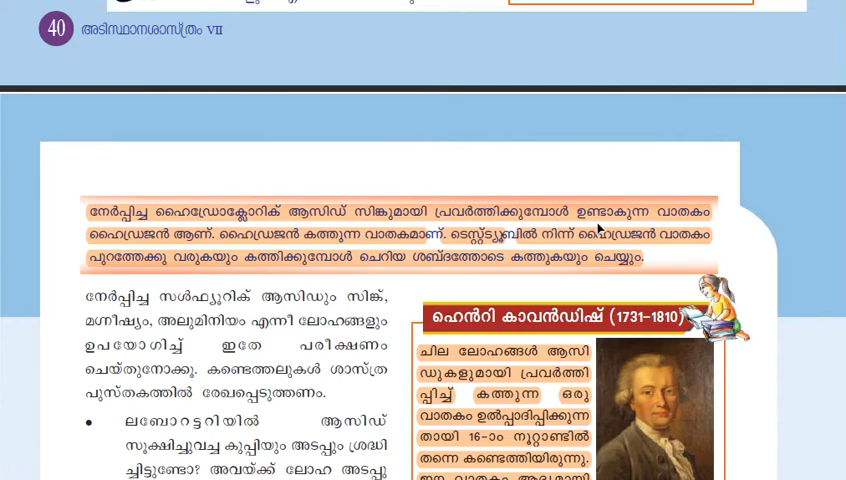 40 അടിസ്ഥാനശാസ്ത്രം VII
നേർപ്പിച്ച ഹൈഡ്രോക്ലോറിക് ആസിഡ് സിങ്കുമായി പ്രവർത്തിക്കുമ്പോൾ ഉണ്ടാകുന്ന വാതകം
ഹൈഡ്രജൻ ആണ്. ഹൈഡ്രജൻ കത്തുന്ന വാതകമാണ്. ടെസ്റ്റ്ട്യൂബിൽ നിന്ന് ഹൈഡ്രജൻ വാതകം
പുറത്തേക്കു വരുകയും കത്തിക്കുമ്പോൾ ചെറിയ ശബ്ദത്തോടെ കത്തുകയും ചെയ്യും.
നേർപ്പിച്ച സൾഫ്യൂറിക് ആസിഡും സിങ്ക്,
മഗ്നീഷ്യം, അലുമിനിയം എന്നീ ലോഹങ്ങളും
ഉപയോഗിച്ച് ഇതേ പരീക്ഷണം
ചെയ്തുനോക്കൂ. കണ്ടെത്തലുകൾ ശാസ്ത്ര
പുസ്തകത്തിൽ രേഖപ്പെടുത്തണം.
• ലബോറട്ടറിയിൽ ആസിഡ്
സൂക്ഷിച്ചുവച്ച കുപ്പിയും അടപ്പും ശ്രദ്ധി
ച്ചിട്ടുണ്ടോ? അവയ്ക്ക് ലോഹ അടപ്പു
ഹെൻറി കാവൻഡിഷ് (1731-1810)
ചില ലോഹങ്ങൾ ആസി
ഡുകളുമായി പ്രവർത്തി
പ്പിച്ച് കത്തുന്ന ഒരു
വാതകം ഉൽപ്പാദിപ്പിക്കുന്ന
തായി 16-ാം നൂറ്റാണ്ടിൽ
തന്നെ കണ്ടെത്തിയിരുന്നു.
ഈ വാതകം ആദ്യമായി